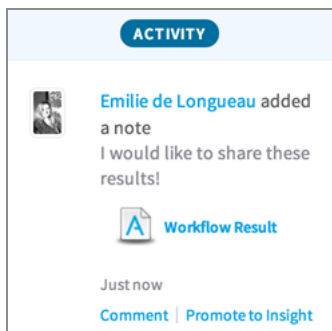 ACTIVITY
Emilie de Longueau added
a note
I would like to share these
results!
Workflow Result
Just now
Comment | Promote to Insight